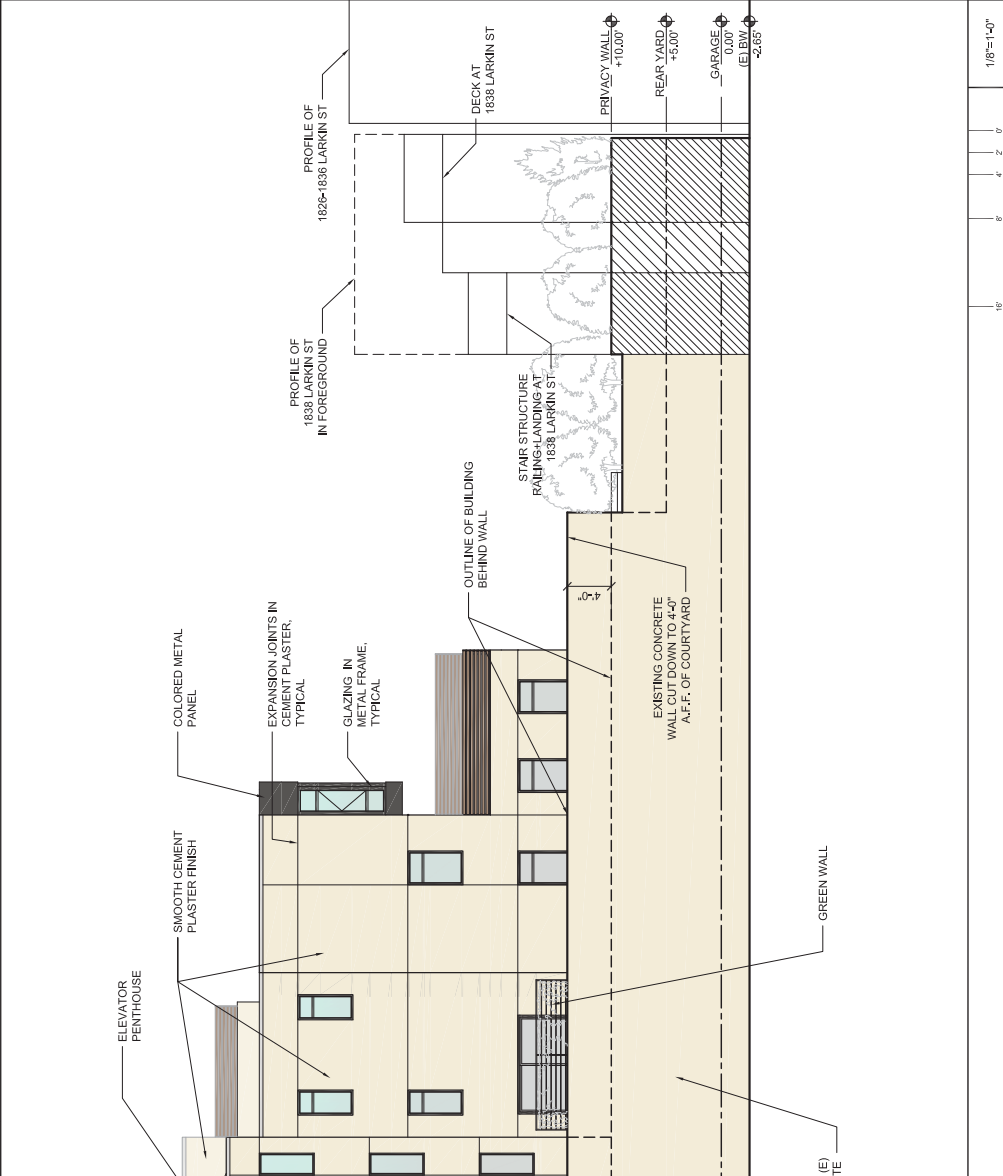 ELEVATOR
PENTHOUSE
SMOOTH CEMENT
PLASTER FINISH
COLORED METAL
PANEL
EXPANSION JOINTS IN
CEMENT PLASTER,
TYPICAL
GLAZING IN
METAL FRAME,
TYPICAL
OUTLINE OF BUILDING
BEHIND WALL
PROFILE OF
1838 LARKIN ST
IN FOREGROUND
STAIR STRUCTURE
RAILING+LANDING AT
1838 LARKIN ST
PROFILE OF
1826-1836 LARKIN ST
DECK AT
1838 LARKIN ST
PRIVACY WALL
+10.00'
REAR YARD
+5.00'
GARAGE
0.00'
(E) BW
-2.65'
4'-0"
EXISTING CONCRETE
WALL CUT DOWN TO 4'-0"
A.F.F. OF COURTYARD
GREEN WALL
(E)
TE
16'
8'
4'
2'
0'
1/8"=1'-0"